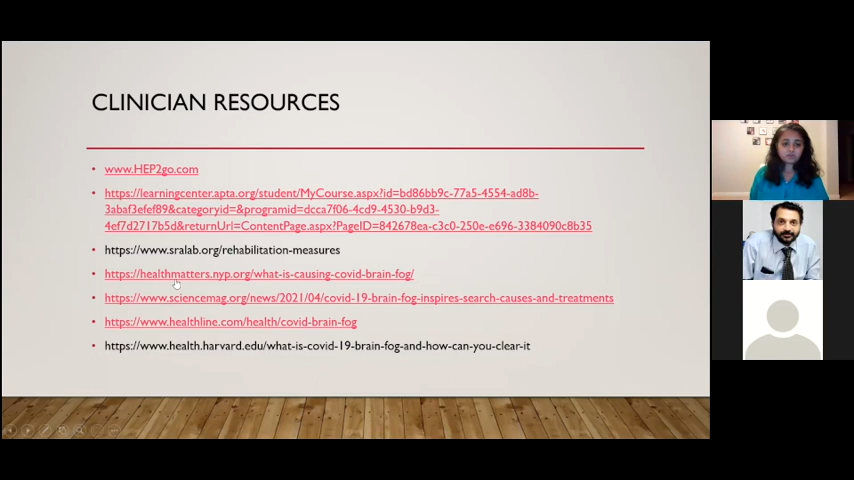 CLINICIAN RESOURCES
www.HEP2go.com
https://learningcenter.apta.org/student/MyCourse.aspx?id=bd86bb9c-77a5-4554-ad8b-
3abaf3efef89&categoryid=&programid=dcca7f06-4cd9-4530-b9d3-
4ef7d2717b5d&returnUrl=ContentPage.aspx?PageID=842678ea-c3c0-250e-e696-3384090c8b35
https://www.sralab.org/rehabilitation-measures
https://healthmatters.nyp.org/what-is-causing-covid-brain-fog/
https://www.sciencemag.org/news/2021/04/covid-19-brain-fog-inspires-search-causes-and-treatments
https://www.healthline.com/health/covid-brain-fog
https://www.health.harvard.edu/what-is-covid-19-brain-fog-and-how-can-you-clear-it